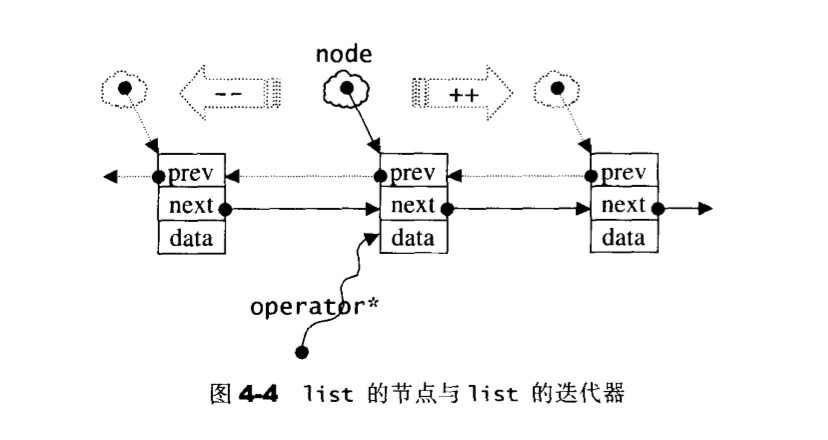 node
-- ++
prev prev prev
next next next
data data data
operator*
图 4-4 list 的节点与 list 的迭代器